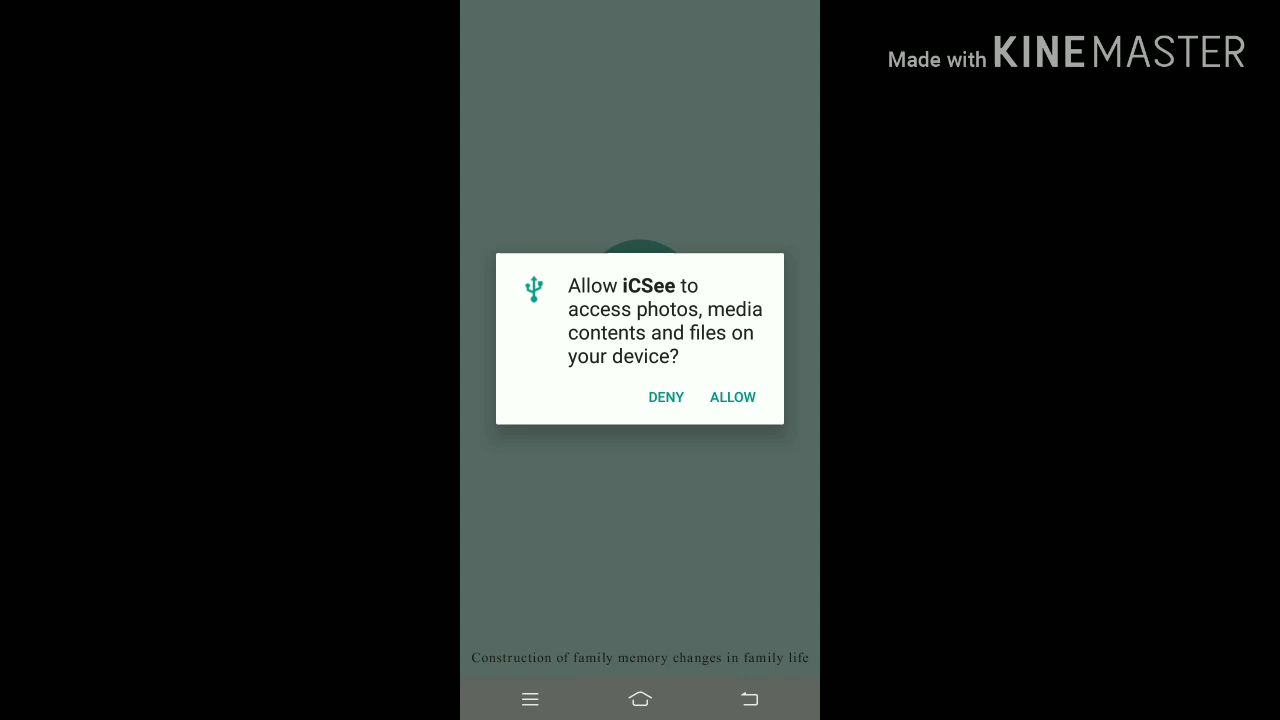 Made with KINEMASTER
Allow iCSee to
access photos, media
contents and files on
your device?
DENY ALLOW
Construction of family memory changes in family life